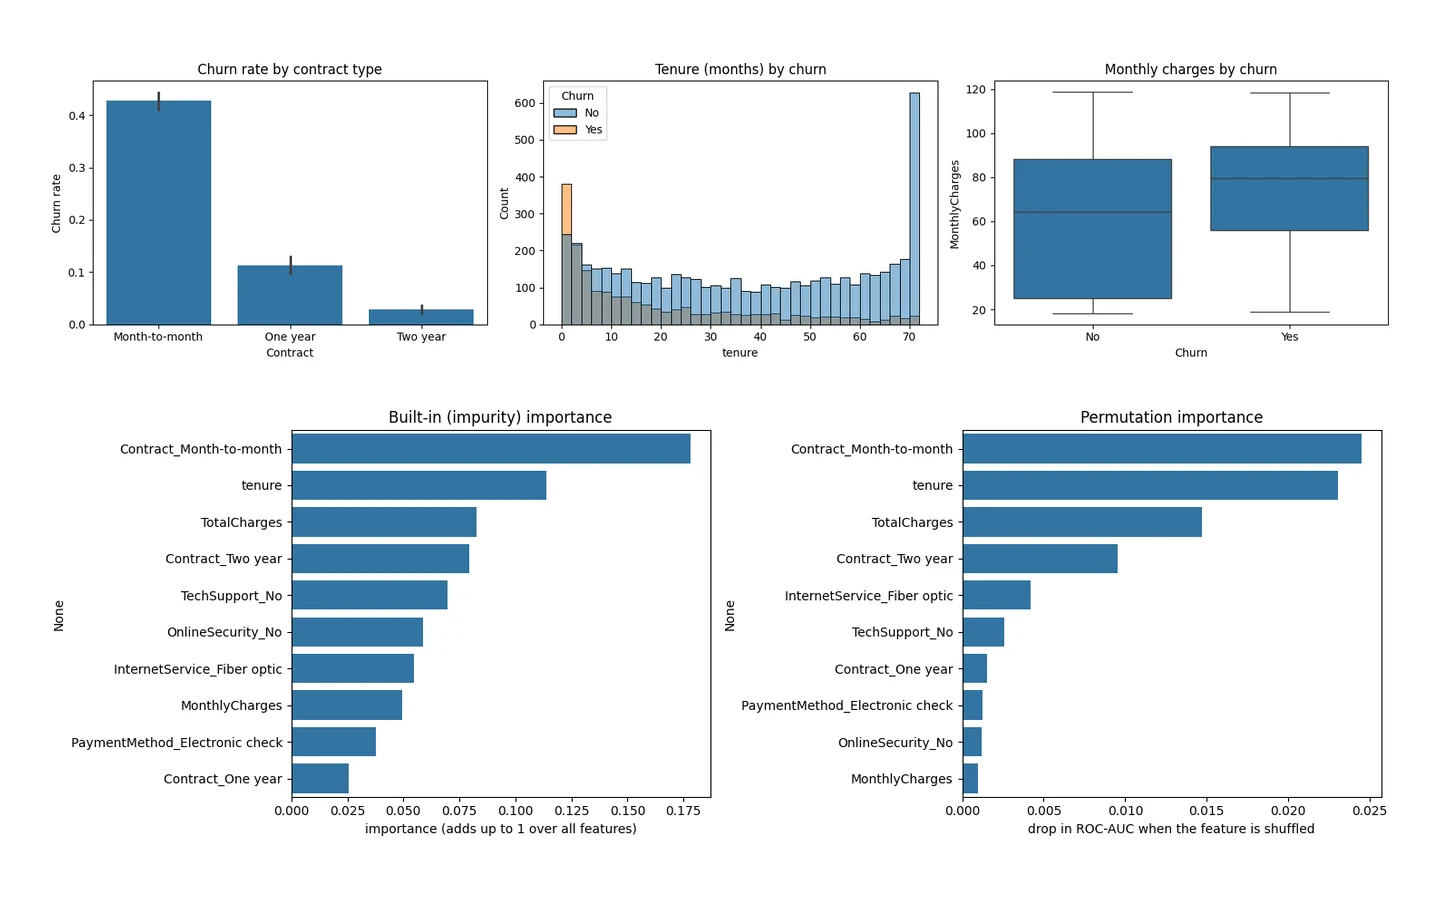 Churn rate by contract type
Churn rate
0.4
0.3
0.2
0.1
0.0
Month-to-month One year Two year
Contract
Tenure (months) by churn
Count
600
500
400
300
200
100
0
Churn
No
Yes
0 10 20 30 40 50 60 70
tenure
Monthly charges by churn
MonthlyCharges
120
100
80
60
40
20
No Yes
Churn
Built-in (impurity) importance
None
Contract_Month-to-month
tenure
TotalCharges
Contract_Two year
TechSupport_No
OnlineSecurity_No
InternetService_Fiber optic
MonthlyCharges
PaymentMethod_Electronic check
Contract_One year
0.000 0.025 0.050 0.075 0.100 0.125 0.150 0.175
importance (adds up to 1 over all features)
Permutation importance
None
Contract_Month-to-month
tenure
TotalCharges
Contract_Two year
InternetService_Fiber optic
TechSupport_No
Contract_One year
PaymentMethod_Electronic check
OnlineSecurity_No
MonthlyCharges
0.000 0.005 0.010 0.015 0.020 0.025
drop in ROC-AUC when the feature is shuffled